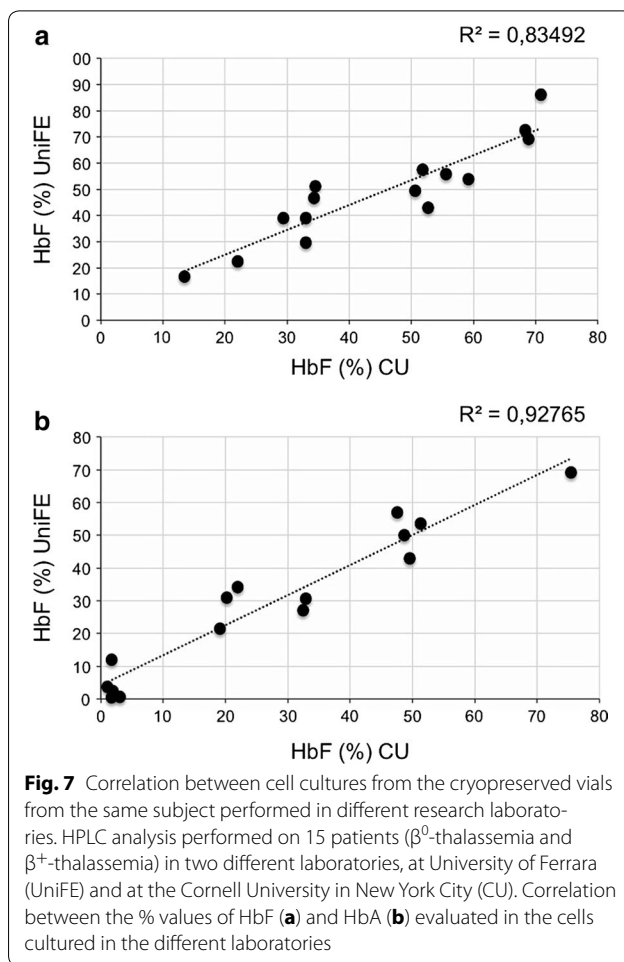 a
R² = 0,83492
00
90
80
70
60
50
40
30
20
10
0
HbF (%) UniFE
0 10 20 30 40 50 60 70 80
HbF (%) CU
b
R² = 0,92765
80
70
60
50
40
30
20
10
0
HbF (%) UniFE
0 10 20 30 40 50 60 70 80
HbF (%) CU
Fig. 7 Correlation between cell cultures from the cryopreserved vials
from the same subject performed in different research laborato-
ries. HPLC analysis performed on 15 patients (β⁰-thalassemia and
β⁺-thalassemia) in two different laboratories, at University of Ferrara
(UniFE) and at the Cornell University in New York City (CU). Correlation
between the % values of HbF (a) and HbA (b) evaluated in the cells
cultured in the different laboratories